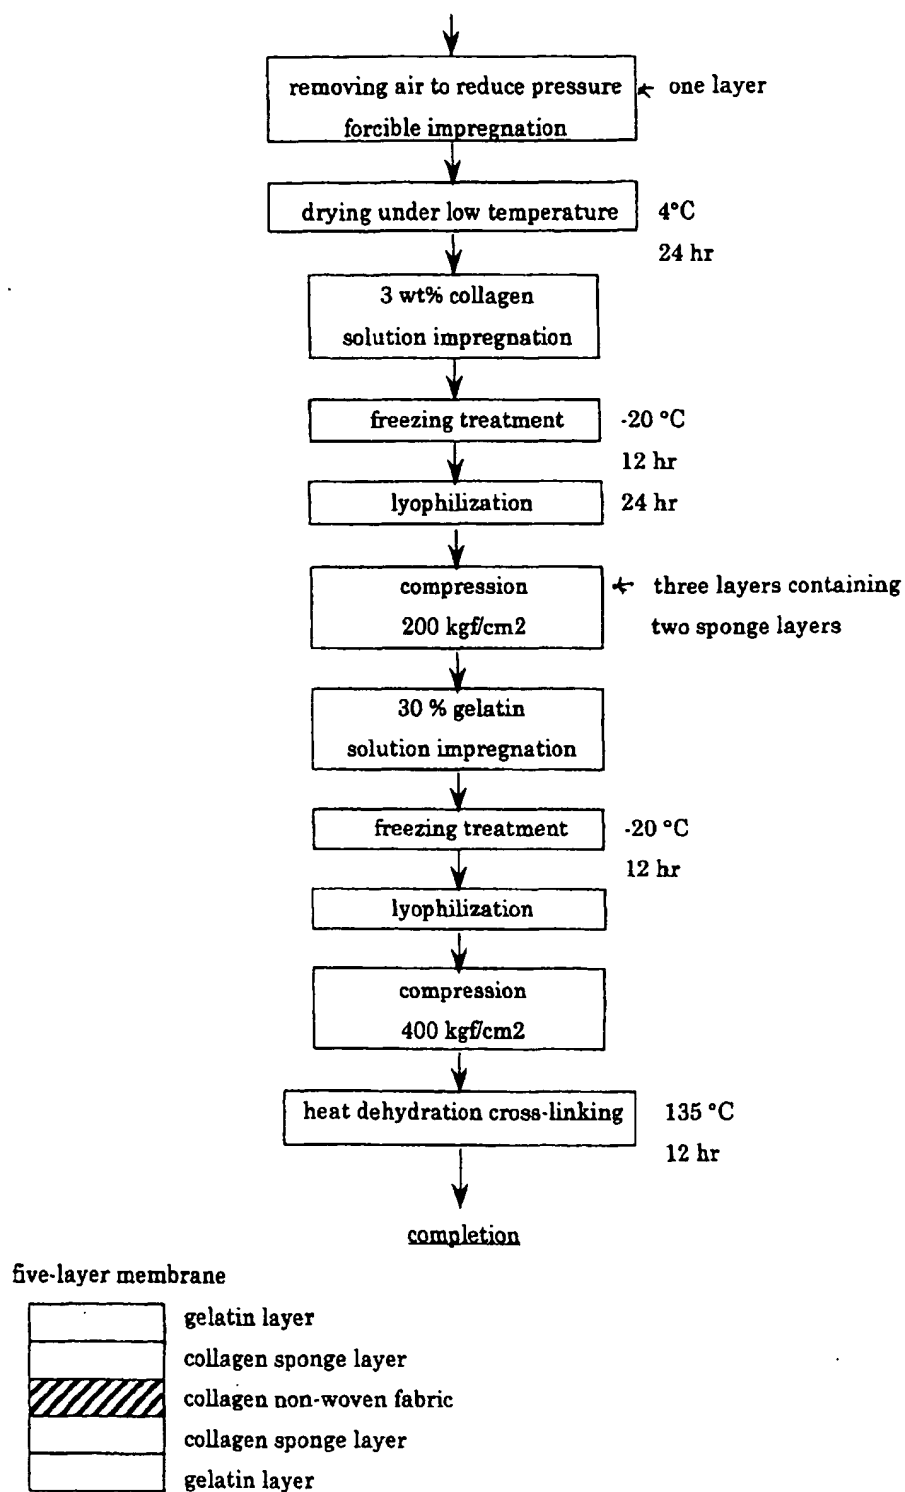 removing air to reduce pressure
forcible impregnation
one layer
drying under low temperature
4°C
24 hr
3 wt% collagen
solution impregnation
freezing treatment
-20 °C
12 hr
lyophilization
24 hr
compression
200 kgf/cm2
three layers containing
two sponge layers
30 % gelatin
solution impregnation
freezing treatment
-20 °C
12 hr
lyophilization
compression
400 kgf/cm2
heat dehydration cross-linking
135 °C
12 hr
completion
five-layer membrane
gelatin layer
collagen sponge layer
collagen non-woven fabric
collagen sponge layer
gelatin layer